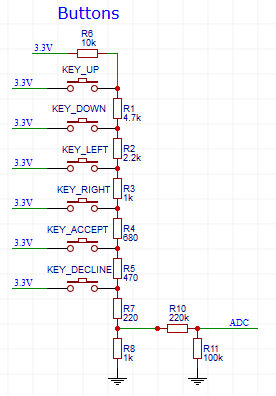 Buttons
R6
3.3V
10k
KEY_UP
3.3V
R1
4.7k
KEY_DOWN
3.3V
R2
2.2k
KEY_LEFT
3.3V
R3
1k
KEY_RIGHT
3.3V
R4
680
KEY_ACCEPT
3.3V
R5
470
KEY_DECLINE
3.3V
R7
220
R10
220k
ADC
R8
1k
R11
100k